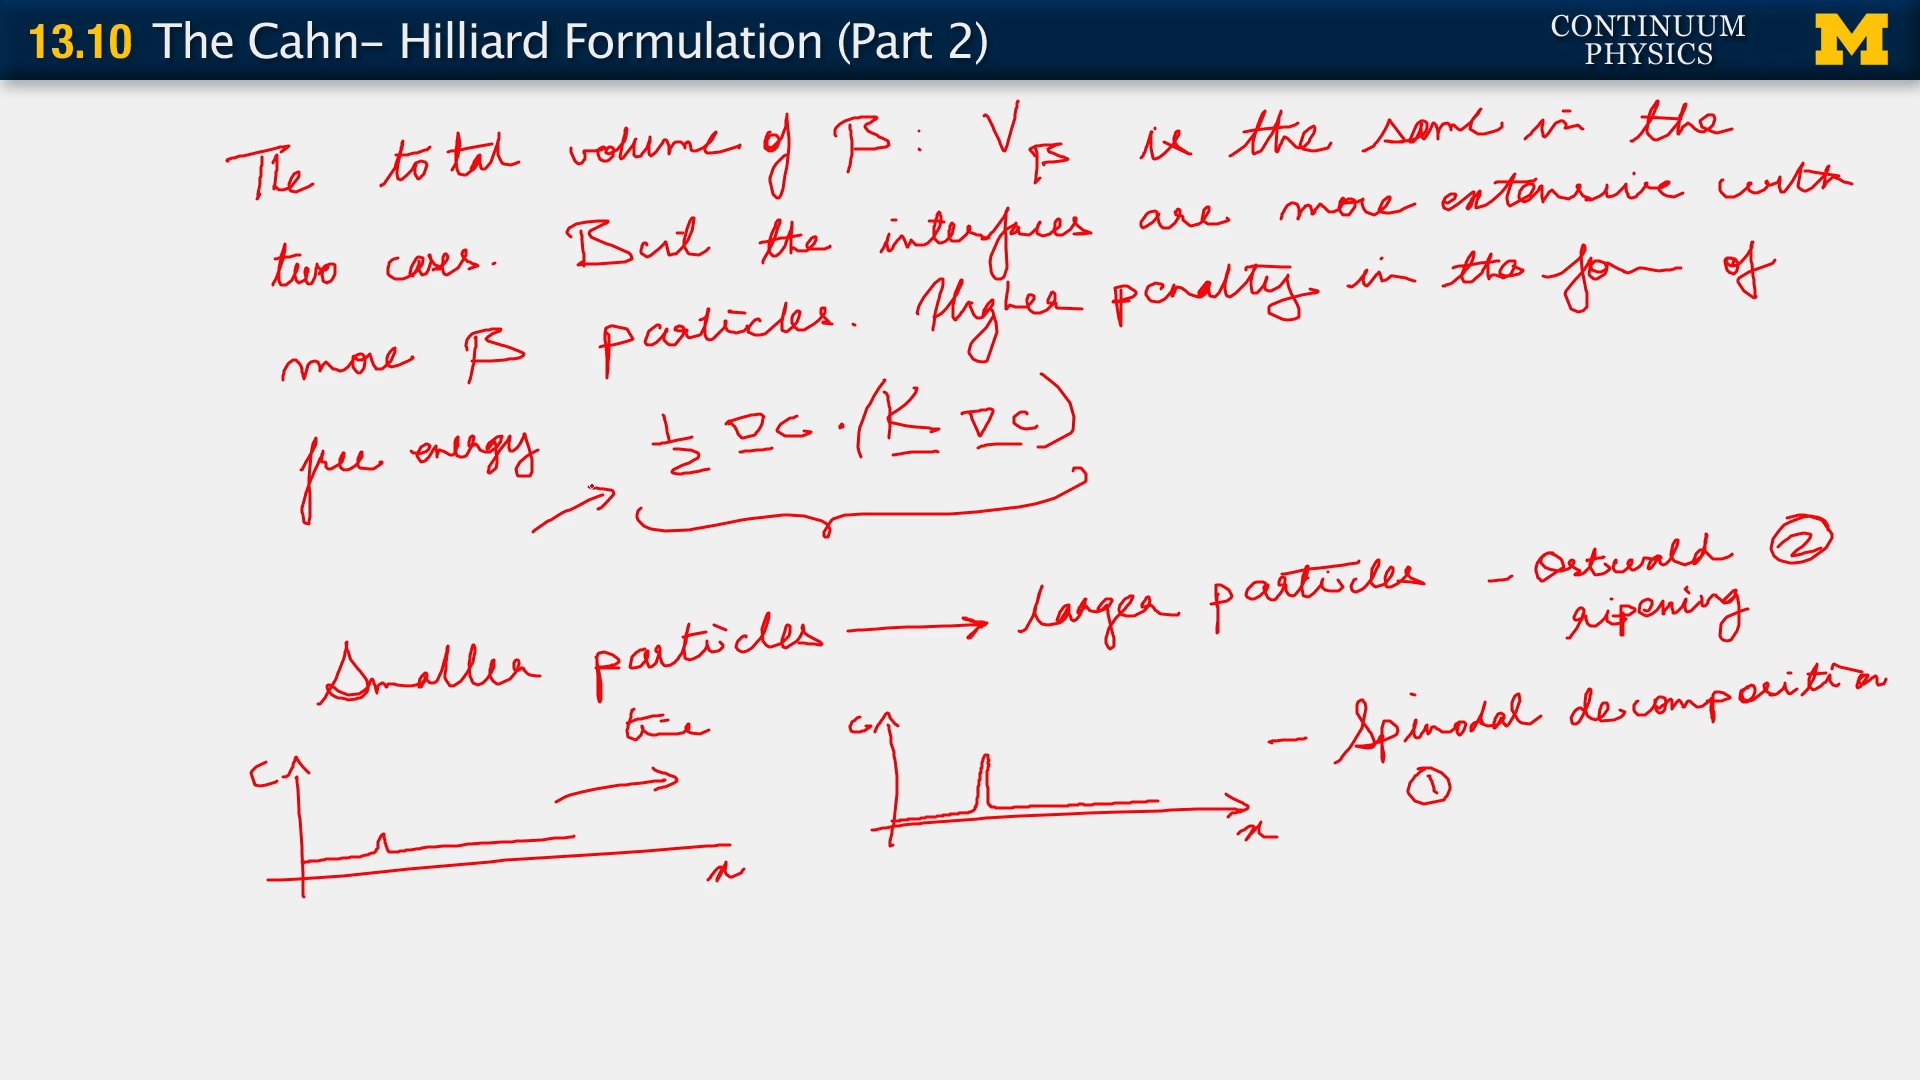 13.10 The Cahn– Hilliard Formulation (Part 2)
CONTINUUM
PHYSICS
M
The total volume of β: Vβ is the same in the
two cases. But the interfaces are more extensive with
more β particles. Higher penalty in the form of
free energy ½ ∇c · (K ∇c)
Smaller particles → larger particles – Ostwald ②
ripening
time
– Spinodal decomposition
①
c
x
c
x